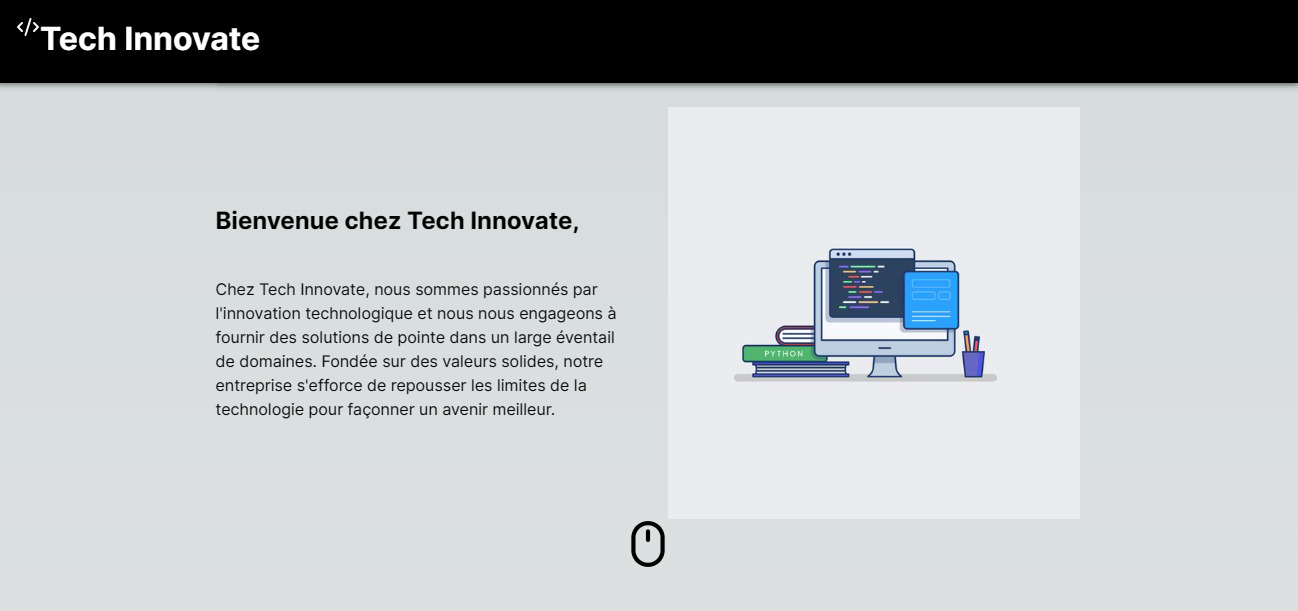 </>Tech Innovate
Bienvenue chez Tech Innovate,
Chez Tech Innovate, nous sommes passionnés par
l'innovation technologique et nous nous engageons à
fournir des solutions de pointe dans un large éventail
de domaines. Fondée sur des valeurs solides, notre
entreprise s'efforce de repousser les limites de la
technologie pour façonner un avenir meilleur.
PYTHON